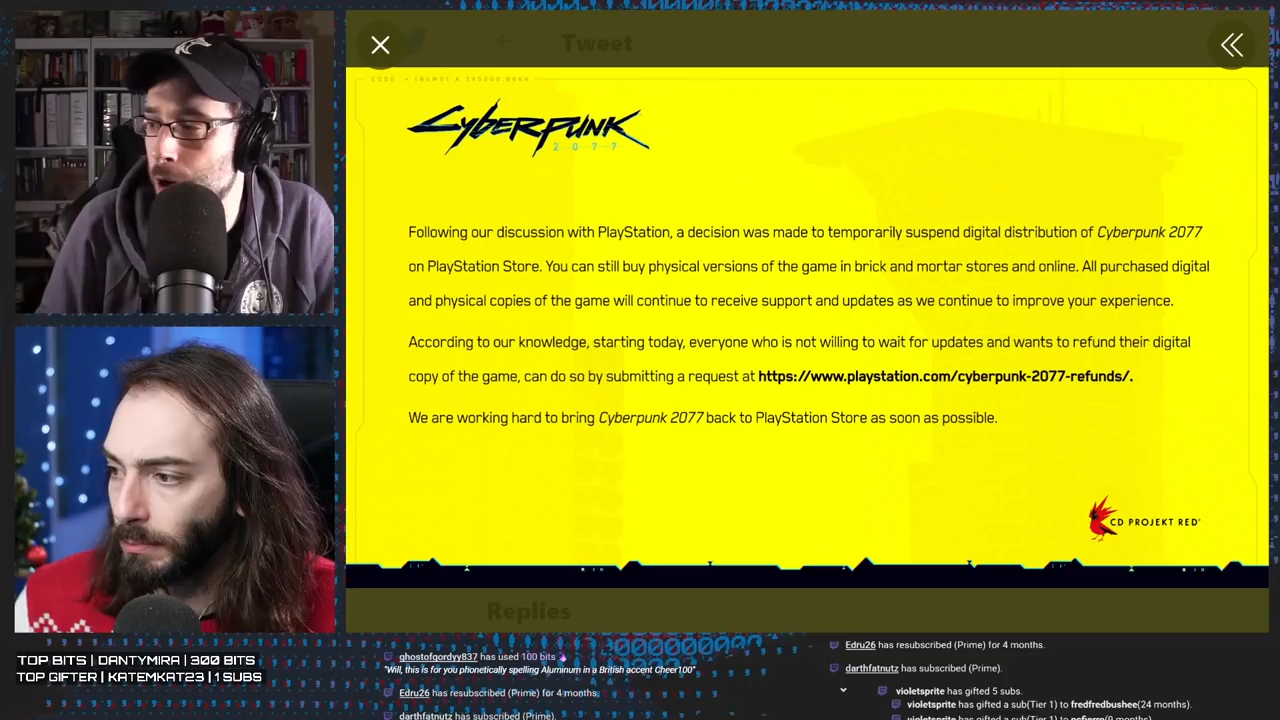 Tweet
CYBERPUNK
2077
Following our discussion with PlayStation, a decision was made to temporarily suspend digital distribution of Cyberpunk 2077
on PlayStation Store. You can still buy physical versions of the game in brick and mortar stores and online. All purchased digital
and physical copies of the game will continue to receive support and updates as we continue to improve your experience.
According to our knowledge, starting today, everyone who is not willing to wait for updates and wants to refund their digital
copy of the game, can do so by submitting a request at https://www.playstation.com/cyberpunk-2077-refunds/.
We are working hard to bring Cyberpunk 2077 back to PlayStation Store as soon as possible.
CD PROJEKT RED®
Replies
TOP BITS | DANTYMIRA | 300 BITS
TOP GIFTER | KATEMKAT23 | 1 SUBS
ghostofgordyy837 has used 100 bits
"Will, this is for you phonetically spelling Aluminum in a British accent Cheer100"
Edru26 has resubscribed (Prime) for 4 months.
darthfatnutz has subscribed (Prime).
Edru26 has resubscribed (Prime) for 4 months.
darthfatnutz has subscribed (Prime).
violetsprite has gifted 5 subs.
violetsprite has gifted a sub(Tier 1) to fredfredbushee(24 months).
violetsprite has gifted a sub(Tier 1) to